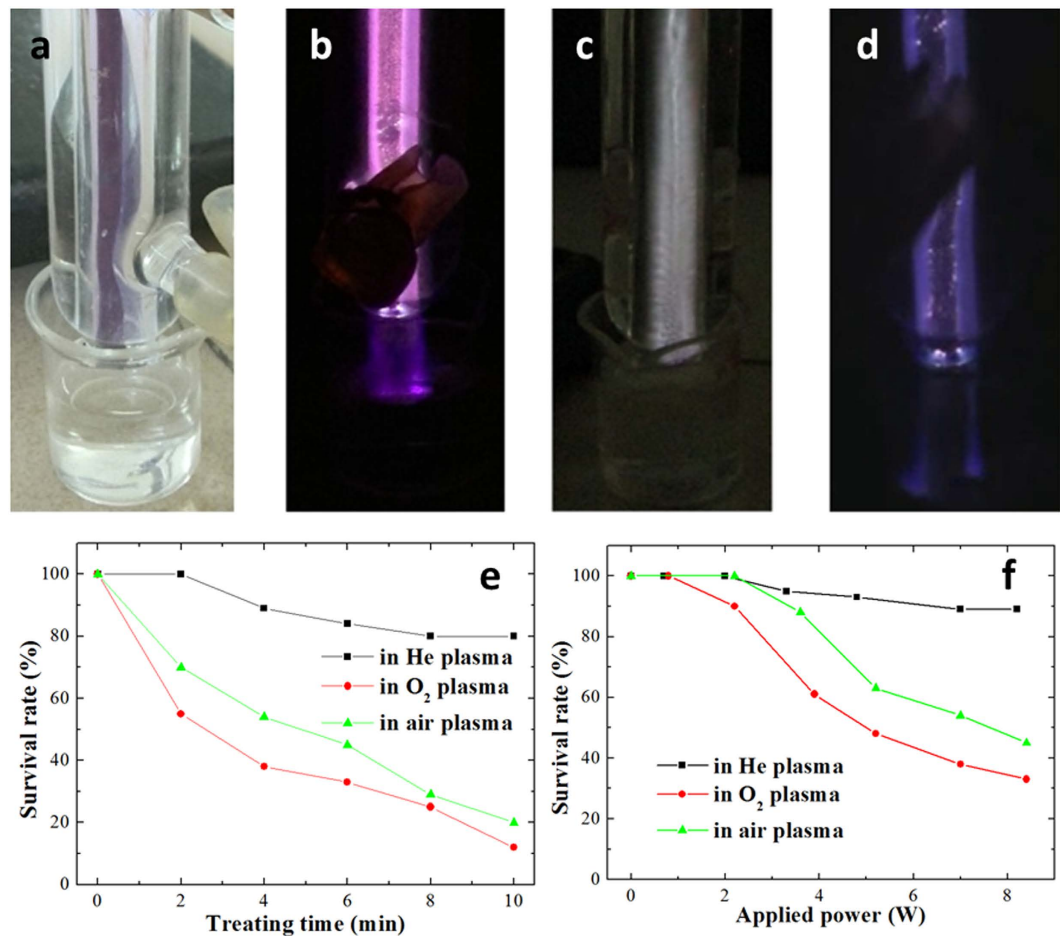 a
b
c
d
e
100
80
60
40
20
0
Survival rate (%)
in He plasma
in O₂ plasma
in air plasma
0 2 4 6 8 10
Treating time (min)
f
100
80
60
40
20
0
Survival rate (%)
in He plasma
in O₂ plasma
in air plasma
0 2 4 6 8
Applied power (W)